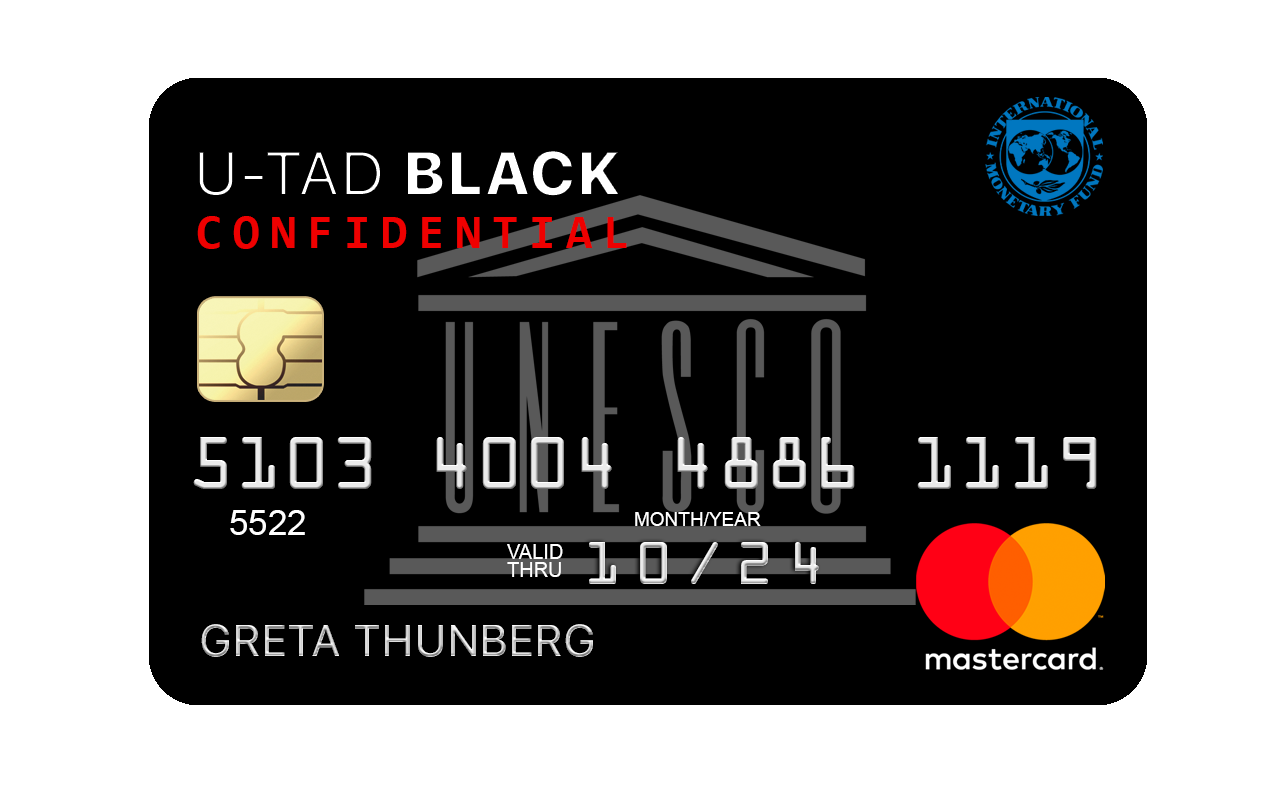 INTERNATIONAL
MONETARY FUND
U-TAD BLACK
CONFIDENTIAL
UNESCO
5103 4004 4886 1119
5522
MONTH/YEAR
VALID
THRU
10/24
GRETA THUNBERG
mastercard.